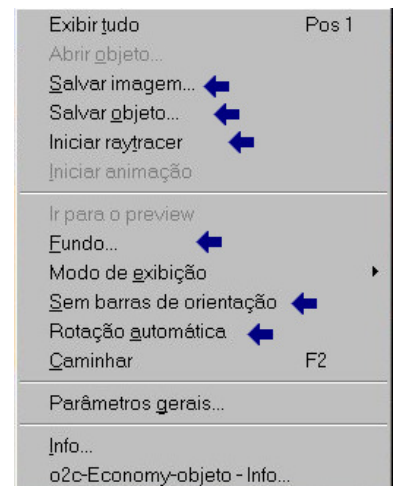 Exibir tudo Pos 1
Abrir objeto...
Salvar imagem...
Salvar objeto...
Iniciar raytracer
Iniciar animação
Ir para o preview
Fundo...
Modo de exibição
Sem barras de orientação
Rotação automática
Caminhar F2
Parâmetros gerais...
Info...
o2c-Economy-objeto - Info...